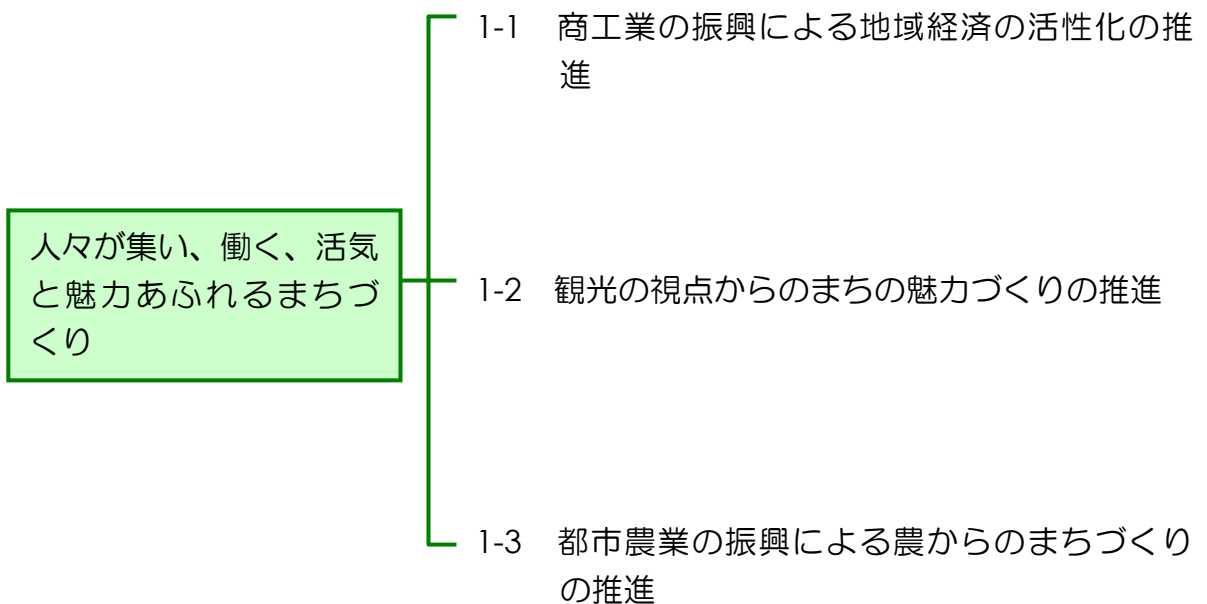 1-1 商工業の振興による地域経済の活性化の推
進
人々が集い、働く、活気
と魅力あふれるまちづ
くり
1-2 観光の視点からのまちの魅力づくりの推進
1-3 都市農業の振興による農からのまちづくり
の推進